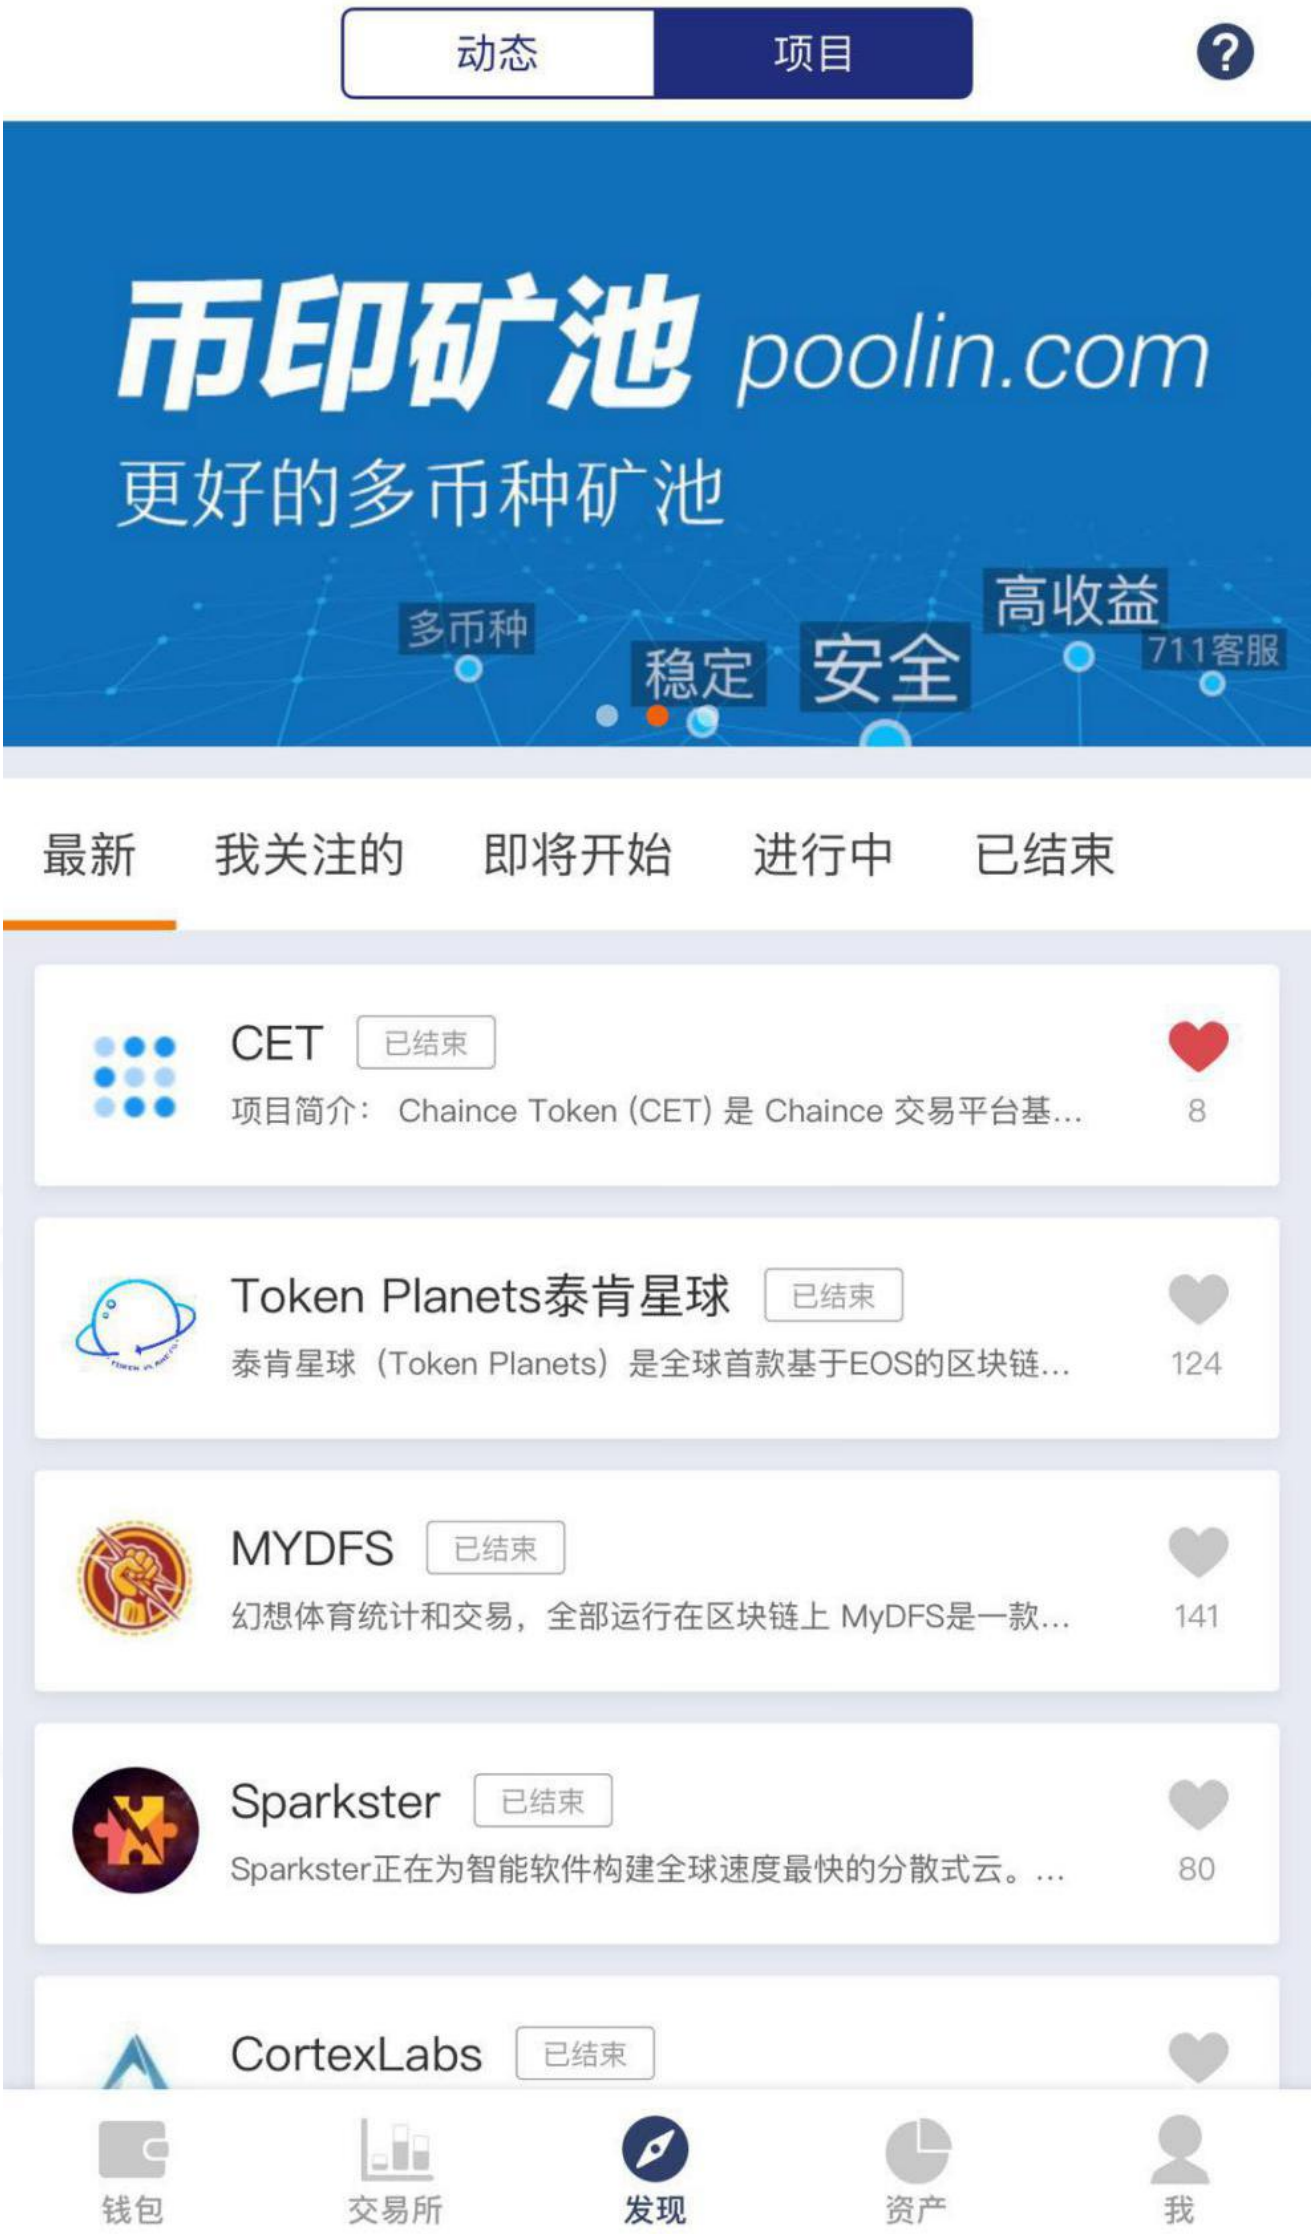 动态 项目 ?
币印矿池 poolin.com
更好的多币种矿池
高收益
多币种
711客服
稳定 安全
最新 我关注的 即将开始 进行中 已结束
CET 已结束
项目简介： Chaince Token (CET) 是 Chaince 交易平台基...
8
Token Planets泰肯星球 已结束
泰肯星球（Token Planets）是全球首款基于EOS的区块链...
124
MYDFS 已结束
幻想体育统计和交易，全部运行在区块链上 MyDFS是一款...
141
Sparkster 已结束
Sparkster正在为智能软件构建全球速度最快的分散式云。...
80
CortexLabs 已结束
钱包 交易所 发现 资产 我